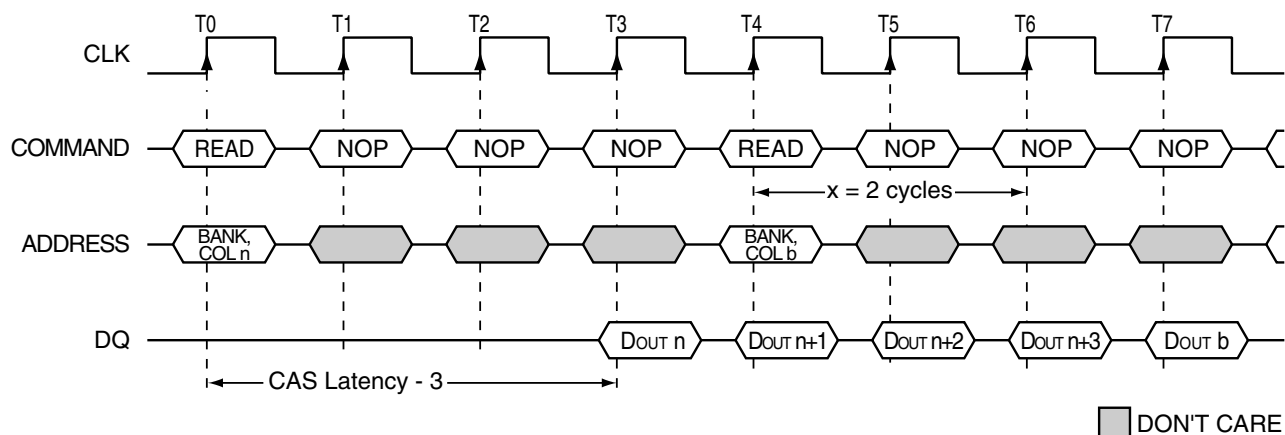 T0 T1 T2 T3 T4 T5 T6 T7
CLK
COMMAND READ NOP NOP NOP READ NOP NOP NOP
x = 2 cycles
ADDRESS BANK, COL n BANK, COL b
DQ DOUT n DOUT n+1 DOUT n+2 DOUT n+3 DOUT b
CAS Latency - 3
DON'T CARE